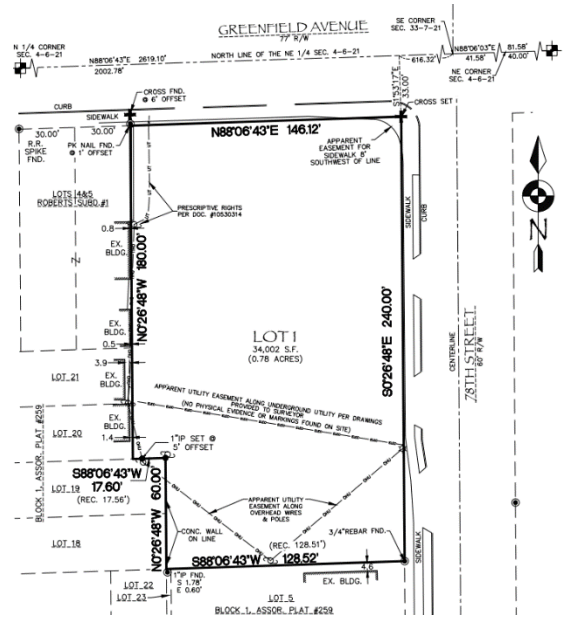 GREENFIELD AVENUE
77' R/W
SE CORNER
SEC. 33-7-21
N 1/4 CORNER
SEC. 4-6-21
N88°06'43"E 2619.10'
2002.78'
NORTH LINE OF THE NE 1/4 SEC. 4-6-21
616.32'
N88°06'03"E 81.58'
41.58' 40.00'
NE CORNER
SEC. 4-6-21
S1°53'17"E
33.00'
CROSS FND.
@ 6' OFFSET
CROSS SET
CURB
SIDEWALK
30.00'
30.00'
R.R.
SPIKE
FND.
PK NAIL FND.
@ 1' OFFSET
N88°06'43"E 146.12'
APPARENT
EASEMENT FOR
SIDEWALK 8'
SOUTHWEST OF LINE
LOTS 4&5
ROBERTS SUBD.#1
PRESCRIPTIVE RIGHTS
PER DOC. #10530314
SIDEWALK
CURB
N
0.8
EX.
BLDG.
N0°26'48"W 180.00'
Z
EX.
BLDG.
0.5
LOT 1
34,002 S.F.
(0.78 ACRES)
S0°26'48"E 240.00'
CENTERLINE
78TH STREET
60' R/W
3.9
EX.
BLDG.
LOT 21
APPARENT UTILITY EASEMENT ALONG UNDERGROUND UTILITY PER DRAWINGS
PROVIDED TO SURVEYOR
(NO PHYSICAL EVIDENCE OR MARKINGS FOUND ON SITE)
EX.
BLDG.
LOT 20
1.4
1"IP SET @
5' OFFSET
BLOCK 1, ASSOR. PLAT #259
S88°06'43"W
17.60'
(REC. 17.56')
LOT 19
N0°26'48"W 60.00'
APPARENT UTILITY
EASEMENT ALONG
OVERHEAD WIRES
& POLES
LOT 18
CONC. WALL
ON LINE
(REC. 128.51')
3/4"REBAR FND.
SIDEWALK
S88°06'43"W 128.52'
4.6
LOT 22
LOT 23
1"IP FND.
S 1.78'
E 0.60'
EX. BLDG.
LOT 5
BLOCK 1, ASSOR. PLAT #259